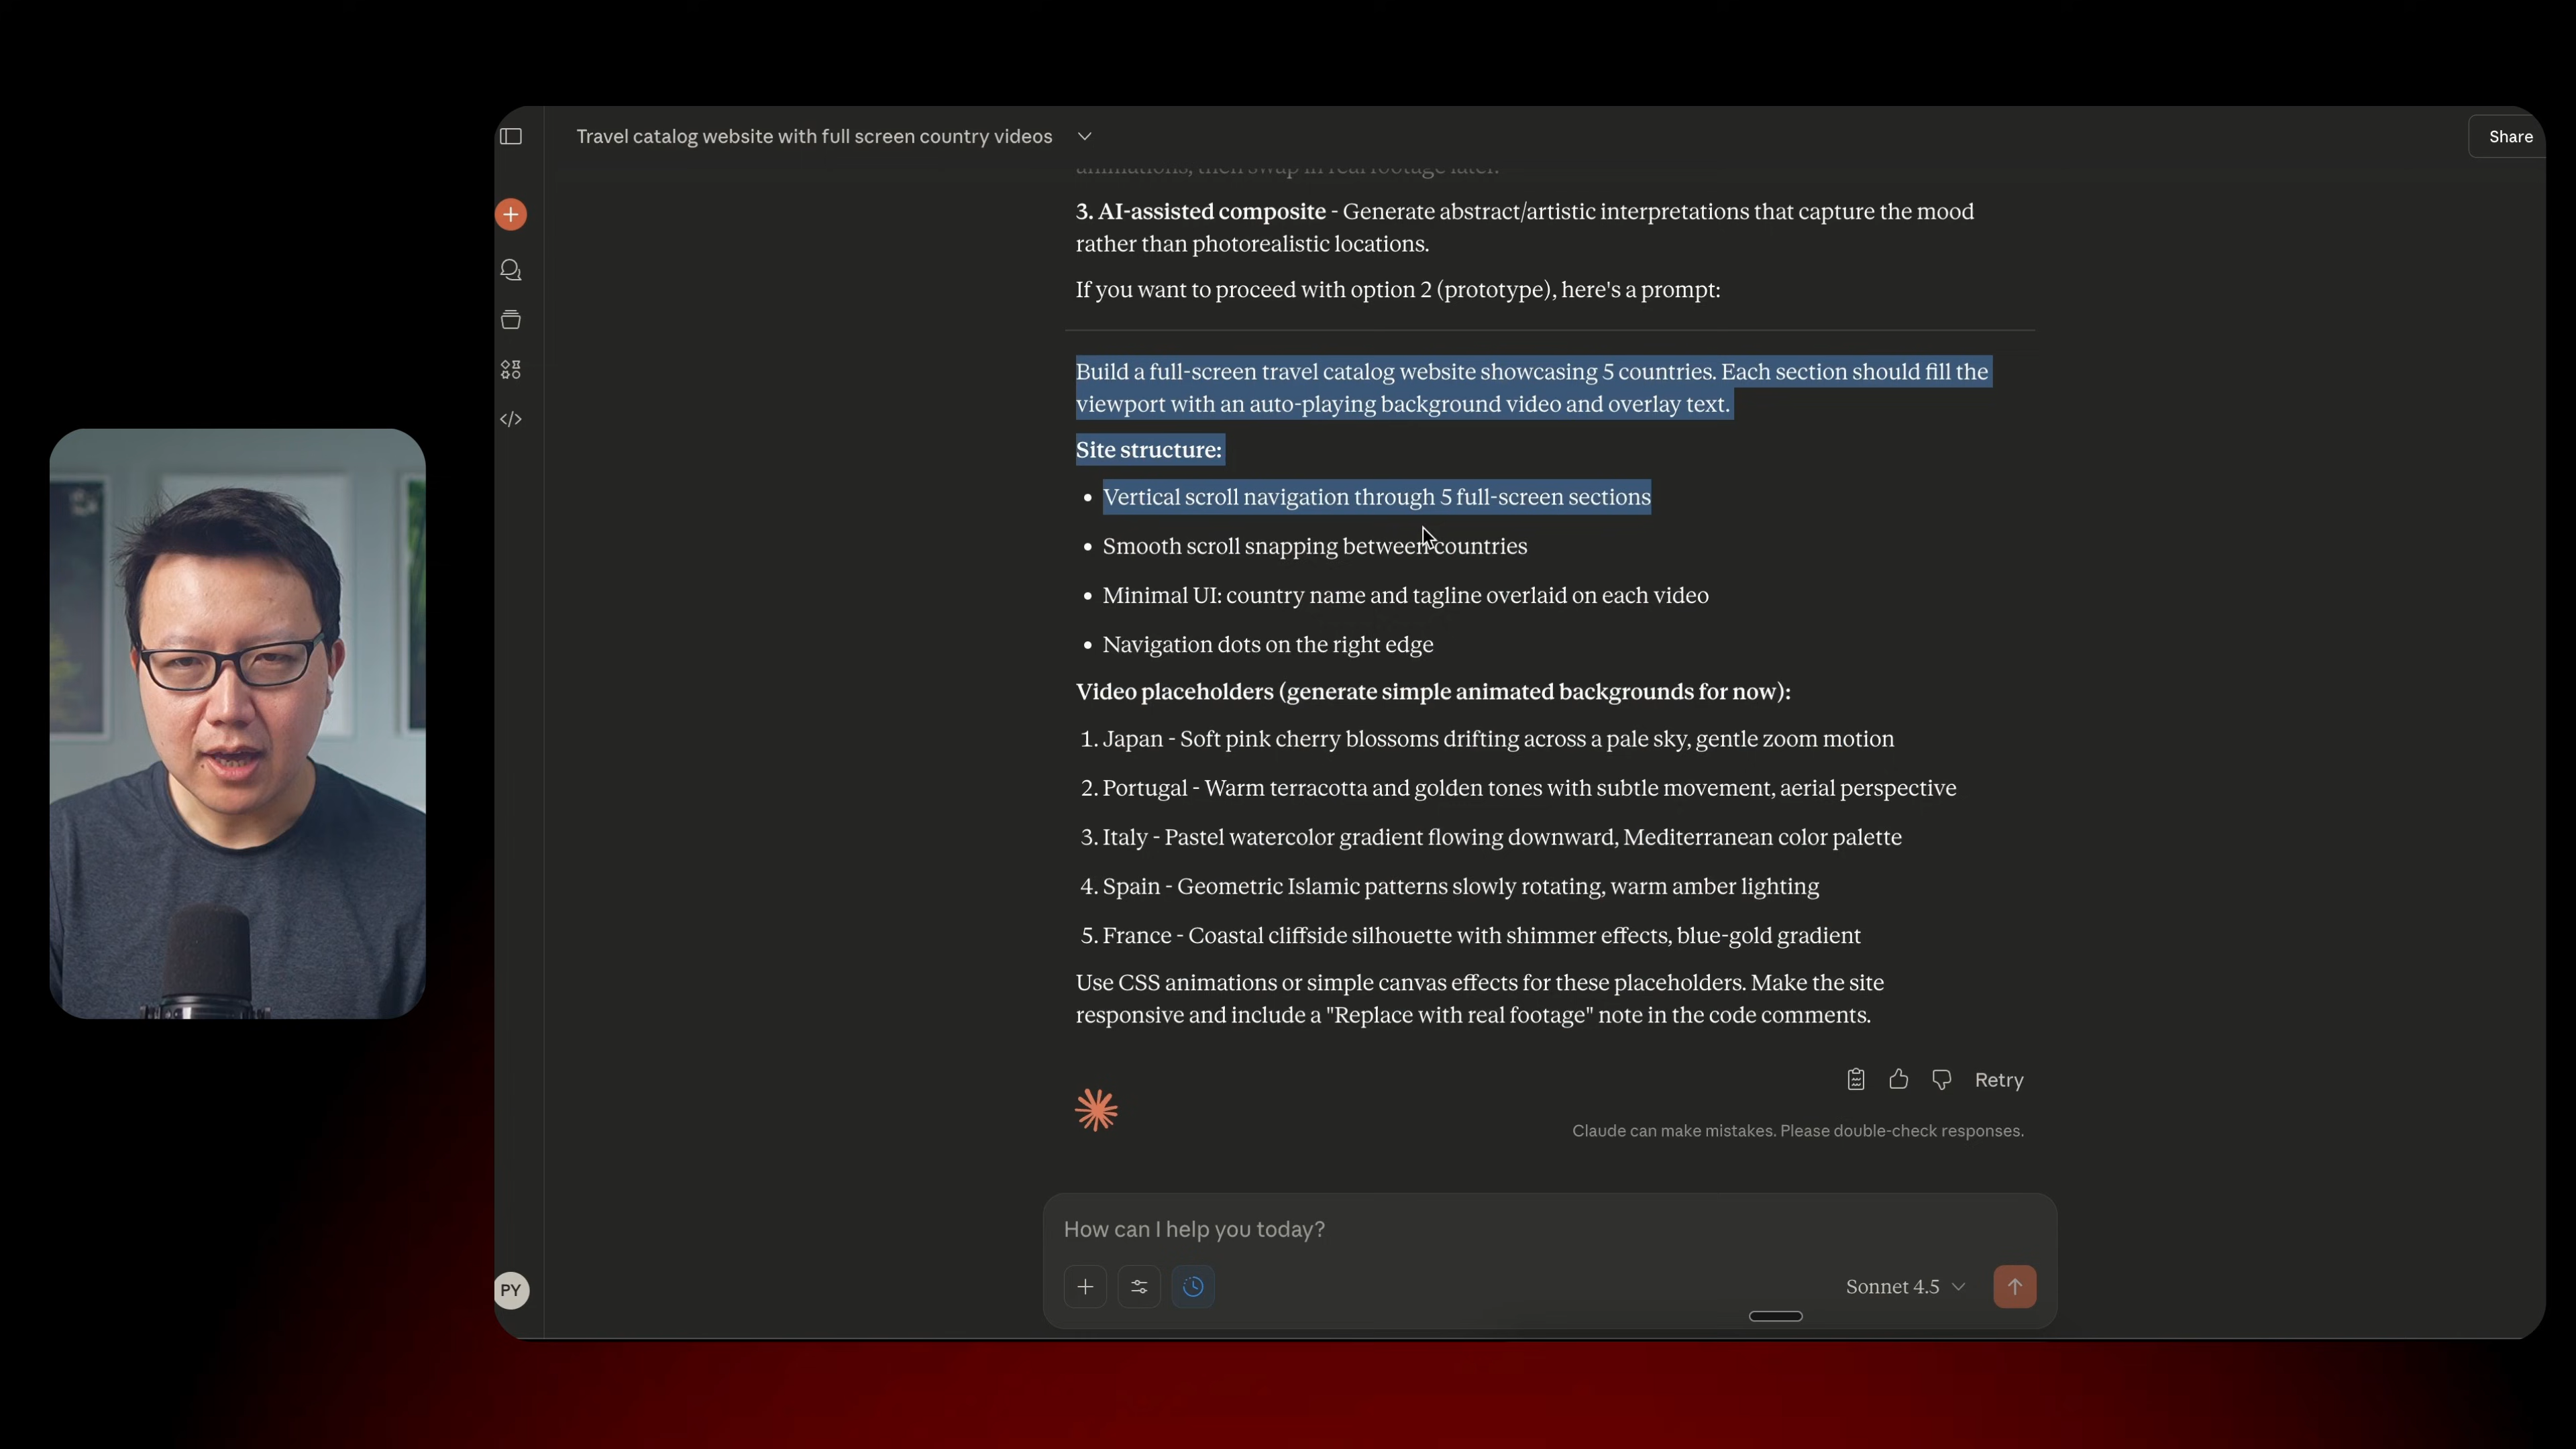 Travel catalog website with full screen country videos
Share
animations, then swap in real footage later.
3. AI-assisted composite - Generate abstract/artistic interpretations that capture the mood
rather than photorealistic locations.
If you want to proceed with option 2 (prototype), here's a prompt:
Build a full-screen travel catalog website showcasing 5 countries. Each section should fill the
viewport with an auto-playing background video and overlay text.
Site structure:
• Vertical scroll navigation through 5 full-screen sections
• Smooth scroll snapping between countries
• Minimal UI: country name and tagline overlaid on each video
• Navigation dots on the right edge
Video placeholders (generate simple animated backgrounds for now):
1. Japan - Soft pink cherry blossoms drifting across a pale sky, gentle zoom motion
2. Portugal - Warm terracotta and golden tones with subtle movement, aerial perspective
3. Italy - Pastel watercolor gradient flowing downward, Mediterranean color palette
4. Spain - Geometric Islamic patterns slowly rotating, warm amber lighting
5. France - Coastal cliffside silhouette with shimmer effects, blue-gold gradient
Use CSS animations or simple canvas effects for these placeholders. Make the site
responsive and include a "Replace with real footage" note in the code comments.
Retry
Claude can make mistakes. Please double-check responses.
How can I help you today?
PY
Sonnet 4.5